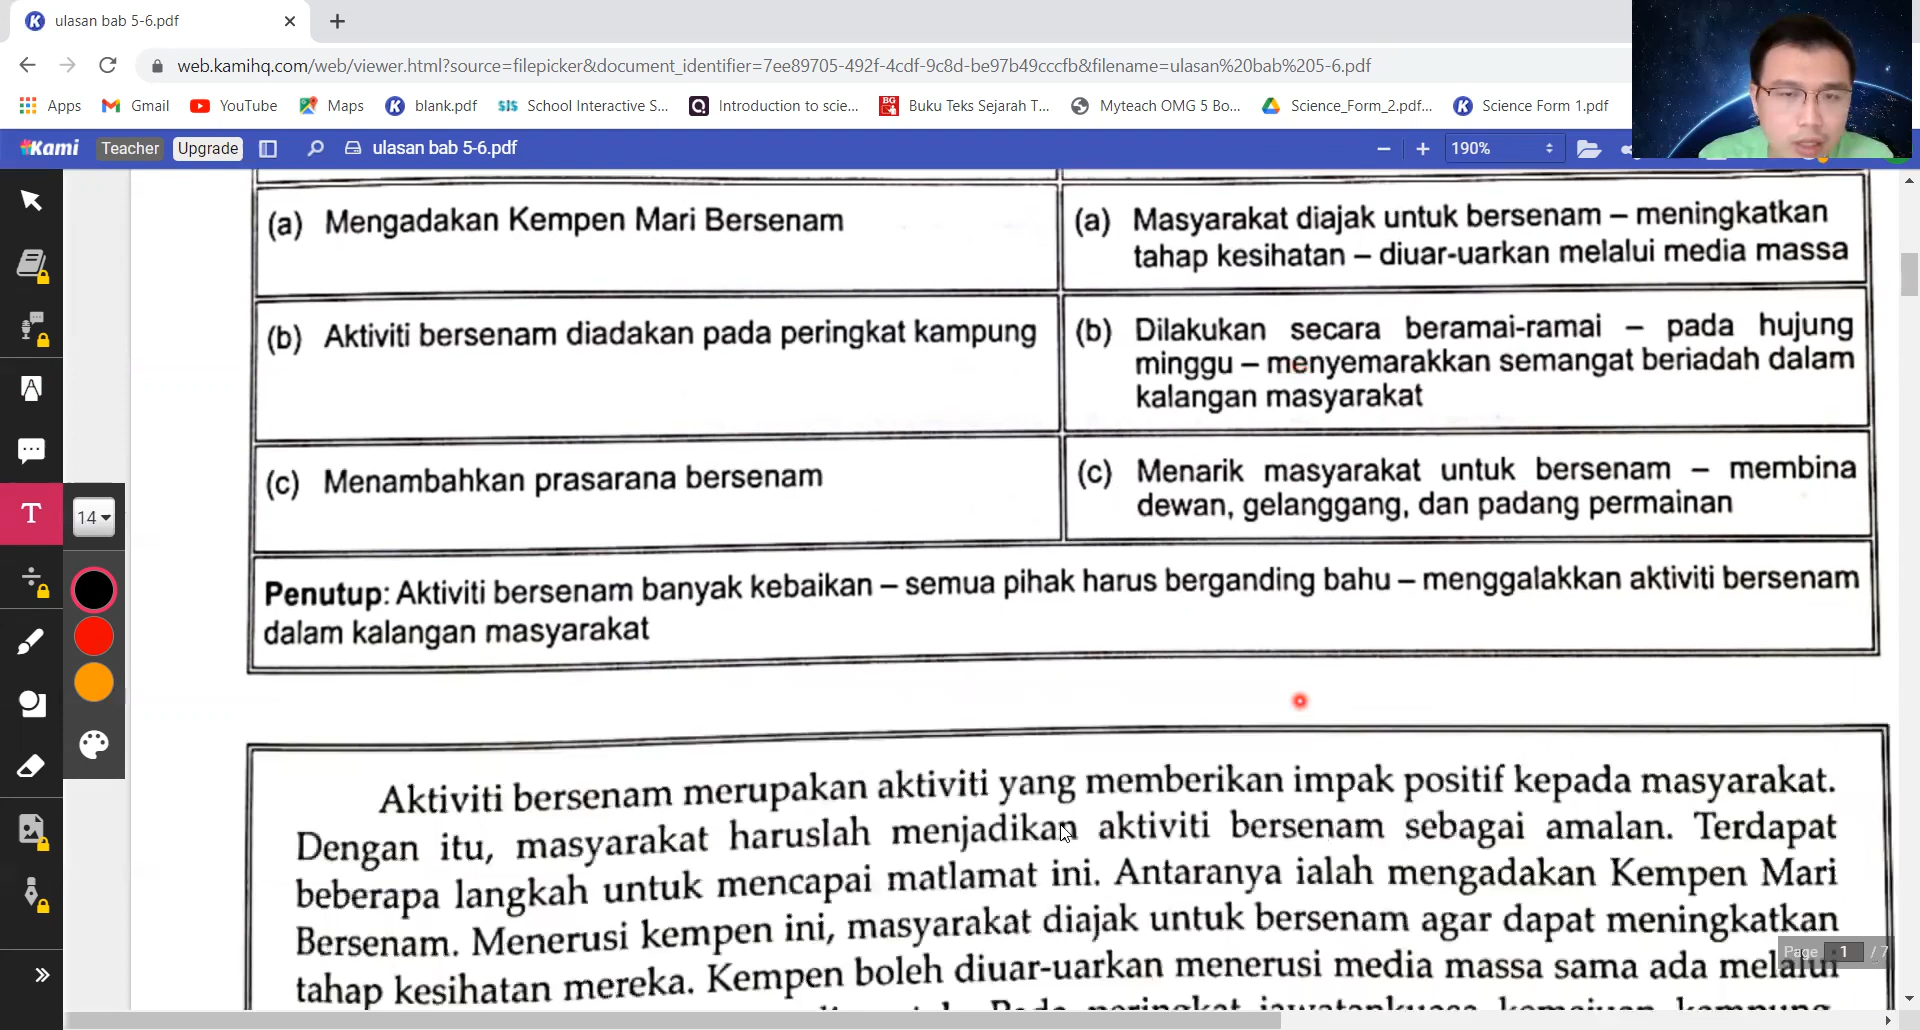 ulasan bab 5-6.pdf
web.kamihq.com/web/viewer.html?source=filepicker&document_identifier=7ee89705-492f-4cdf-9c8d-be97b49cccfb&filename=ulasan%20bab%205-6.pdf
Apps Gmail YouTube Maps blank.pdf School Interactive S... Introduction to scie... Buku Teks Sejarah T... Myteach OMG 5 Bo... Science_Form_2.pdf... Science Form 1.pdf
Kami Teacher Upgrade ulasan bab 5-6.pdf 190%
(a) Mengadakan Kempen Mari Bersenam
(a) Masyarakat diajak untuk bersenam – meningkatkan
tahap kesihatan – diuar-uarkan melalui media massa
(b) Aktiviti bersenam diadakan pada peringkat kampung
(b) Dilakukan secara beramai-ramai – pada hujung
minggu – menyemarakkan semangat beriadah dalam
kalangan masyarakat
(c) Menambahkan prasarana bersenam
(c) Menarik masyarakat untuk bersenam – membina
dewan, gelanggang, dan padang permainan
14
Penutup: Aktiviti bersenam banyak kebaikan – semua pihak harus berganding bahu – menggalakkan aktiviti bersenam
dalam kalangan masyarakat
Aktiviti bersenam merupakan aktiviti yang memberikan impak positif kepada masyarakat.
Dengan itu, masyarakat haruslah menjadikan aktiviti bersenam sebagai amalan. Terdapat
beberapa langkah untuk mencapai matlamat ini. Antaranya ialah mengadakan Kempen Mari
Bersenam. Menerusi kempen ini, masyarakat diajak untuk bersenam agar dapat meningkatkan
tahap kesihatan mereka. Kempen boleh diuar-uarkan menerusi media massa sama ada melalui
Page 1 / 7